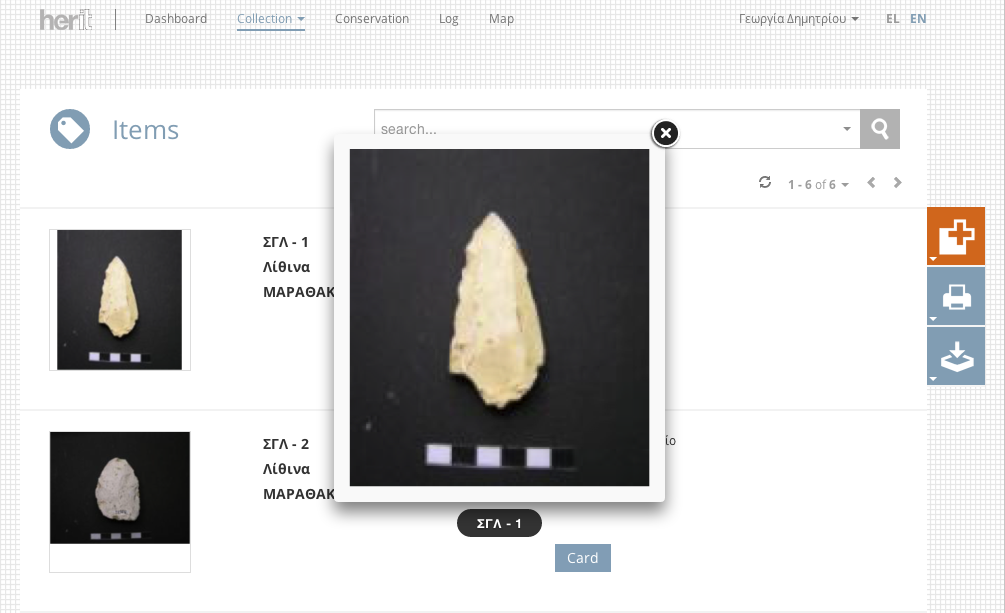 herit
Dashboard
Collection
Conservation
Log
Map
Γεωργία Δημητρίου
EL
EN
Items
search...
1 - 6 of 6
ΣΓΛ - 1
Λίθινα
ΜΑΡΑΘΑΚ
ΣΓΛ - 2
Λίθινα
ΜΑΡΑΘΑΚ
ίο
ΣΓΛ - 1
Card